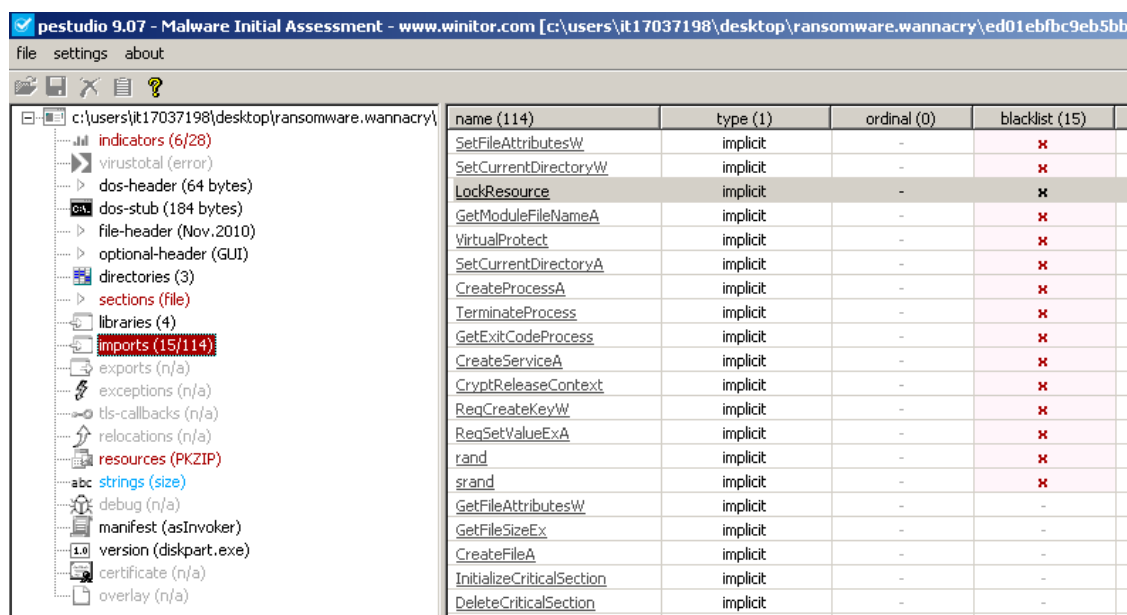 pestudio 9.07 - Malware Initial Assessment - www.winitor.com [c:\users\it17037198\desktop\ransomware.wannacry\ed01ebfbc9eb5bb
file settings about
c:\users\it17037198\desktop\ransomware.wannacry\
indicators (6/28)
virustotal (error)
dos-header (64 bytes)
dos-stub (184 bytes)
file-header (Nov.2010)
optional-header (GUI)
directories (3)
sections (file)
libraries (4)
imports (15/114)
exports (n/a)
exceptions (n/a)
tls-callbacks (n/a)
relocations (n/a)
resources (PKZIP)
abc strings (size)
debug (n/a)
manifest (asInvoker)
1.0 version (diskpart.exe)
certificate (n/a)
overlay (n/a)
name (114) type (1) ordinal (0) blacklist (15)
SetFileAttributesW implicit - x
SetCurrentDirectoryW implicit - x
LockResource implicit - x
GetModuleFileNameA implicit - x
VirtualProtect implicit - x
SetCurrentDirectoryA implicit - x
CreateProcessA implicit - x
TerminateProcess implicit - x
GetExitCodeProcess implicit - x
CreateServiceA implicit - x
CryptReleaseContext implicit - x
RegCreateKeyW implicit - x
RegSetValueExA implicit - x
rand implicit - x
srand implicit - x
GetFileAttributesW implicit - -
GetFileSizeEx implicit - -
CreateFileA implicit - -
InitializeCriticalSection implicit - -
DeleteCriticalSection implicit - -